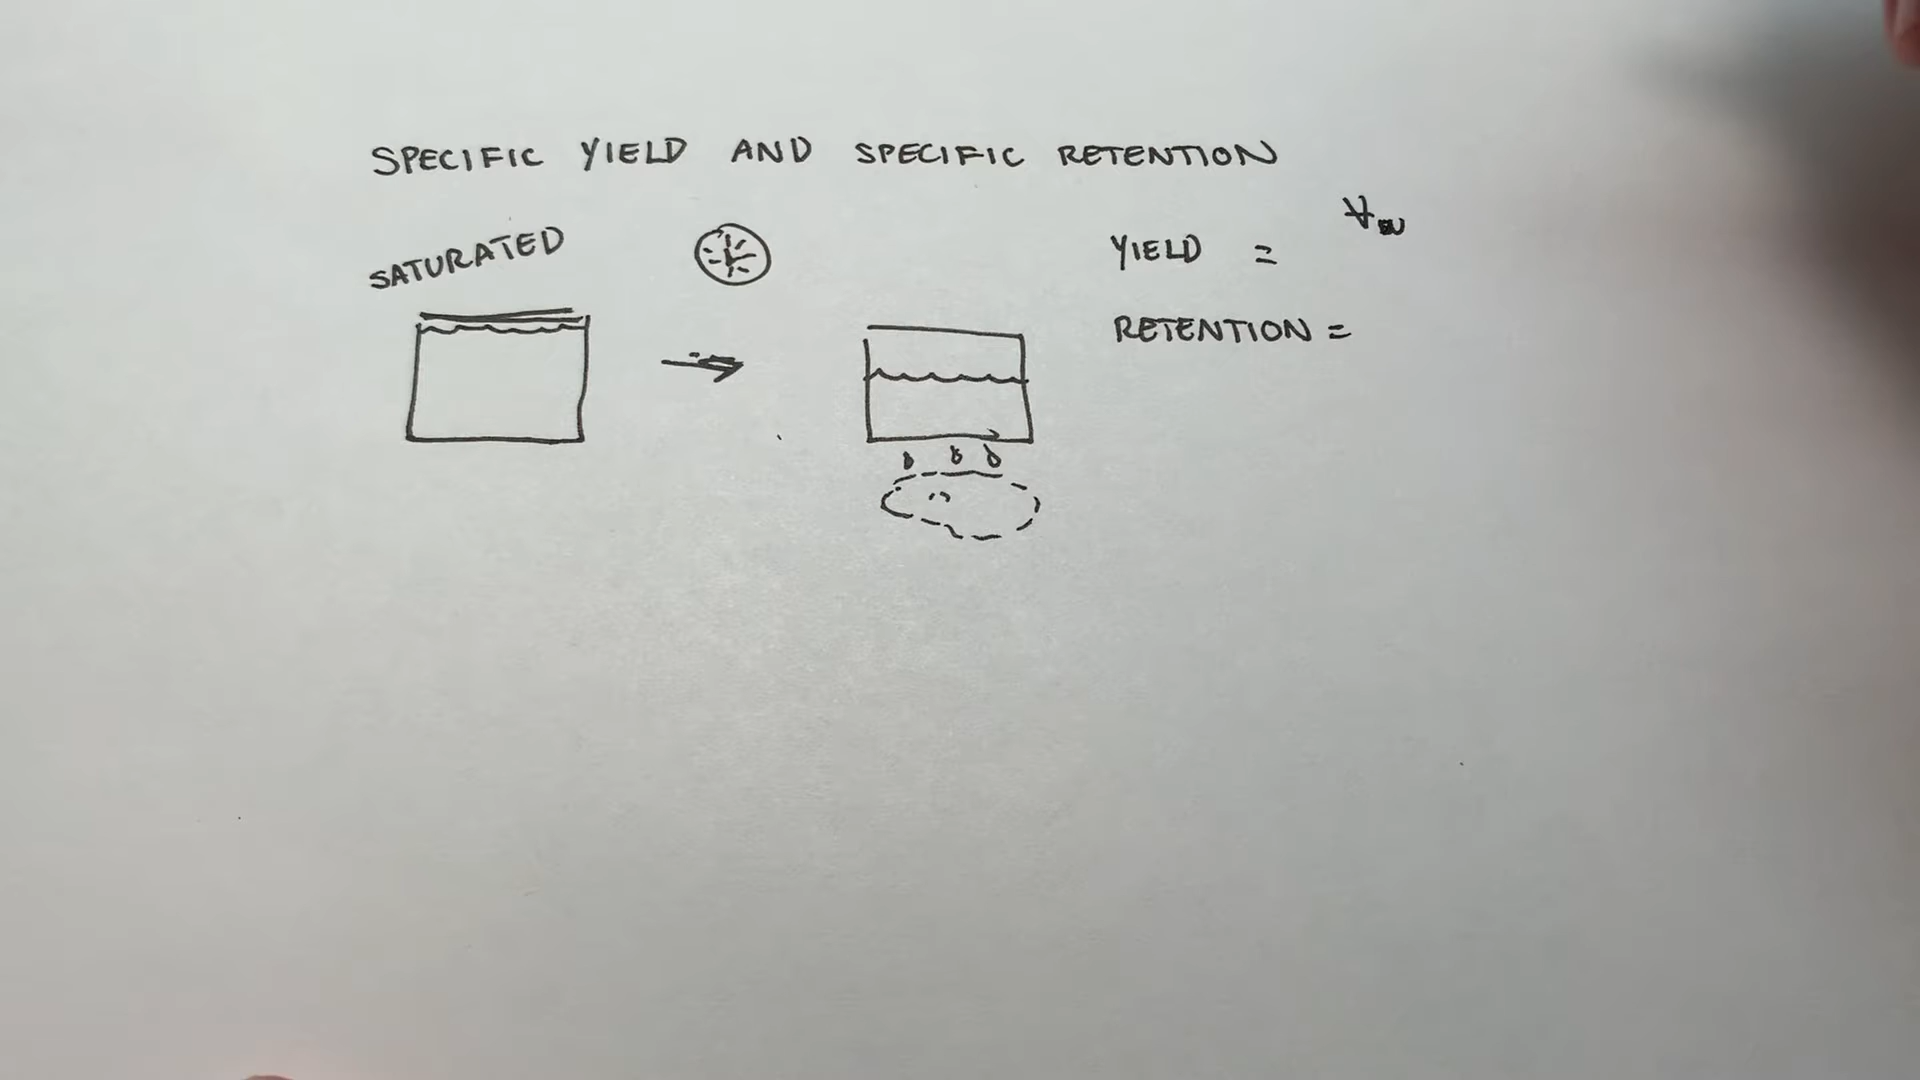 SPECIFIC YIELD AND SPECIFIC RETENTION
SATURATED
YIELD =
RETENTION =